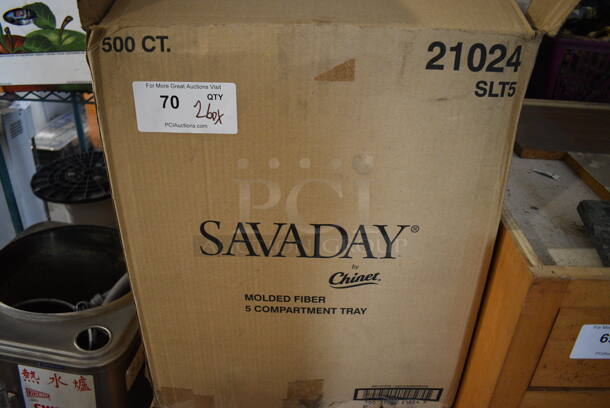 500 CT.
21024
SLT5
For More Great Auctions Visit
70
QTY
2box
PCIAuctions.com
PCI
GROUP
SAVADAY®
by
Chinet.
MOLDED FIBER
5 COMPARTMENT TRAY
熱水爐